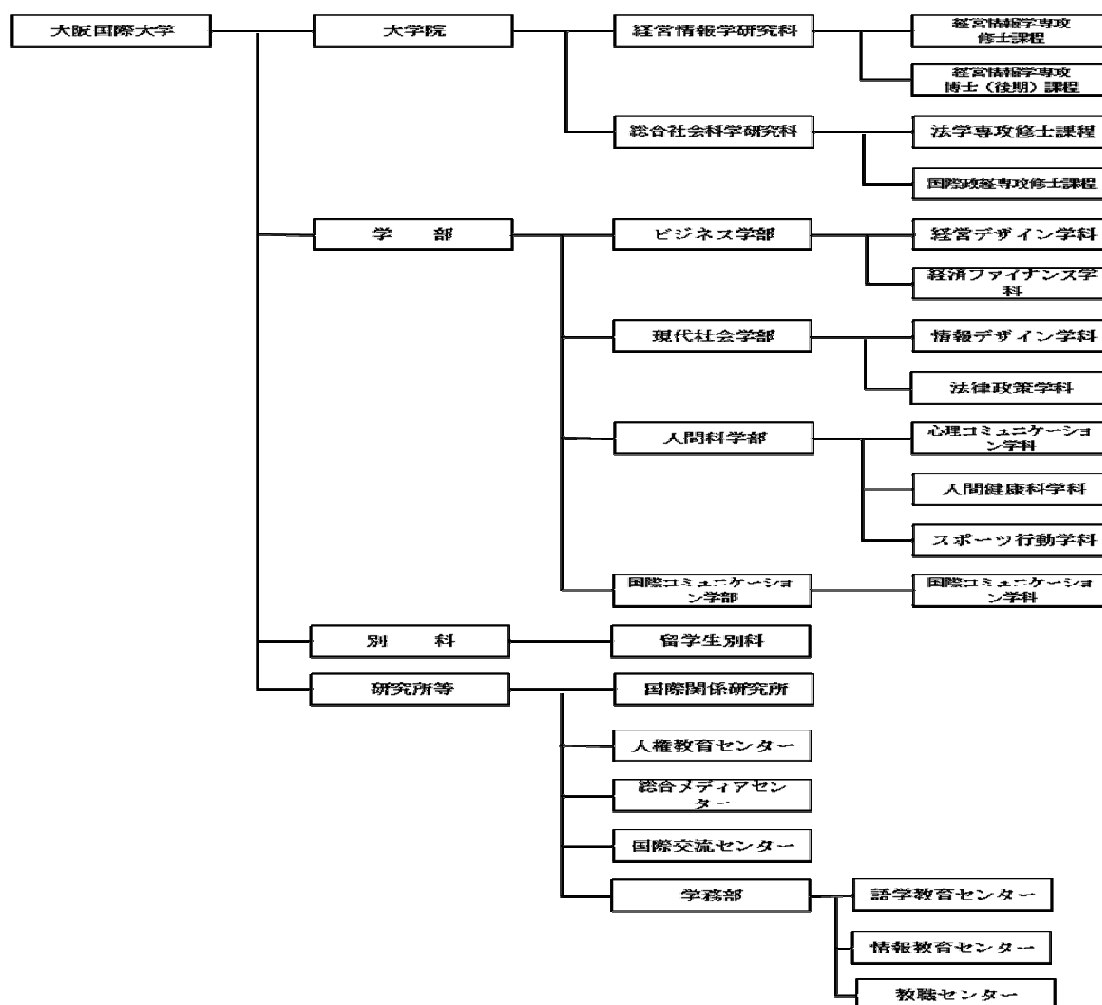 大阪国際大学
大学院
経営情報学研究科
経営情報学専攻
修士課程
経営情報学専攻
博士（後期）課程
総合社会科学研究科
法学専攻修士課程
国際政経専攻修士課程
学　部
ビジネス学部
経営デザイン学科
経済ファイナンス学
科
現代社会学部
情報デザイン学科
法律政策学科
人間科学部
心理コミュニケーショ
ン学科
人間健康科学科
スポーツ行動学科
国際コミュニケーショ
ン学部
国際コミュニケーショ
ン学科
別　科
留学生別科
研究所等
国際関係研究所
人権教育センター
総合メディアセン
ター
国際交流センター
学務部
語学教育センター
情報教育センター
教職センター